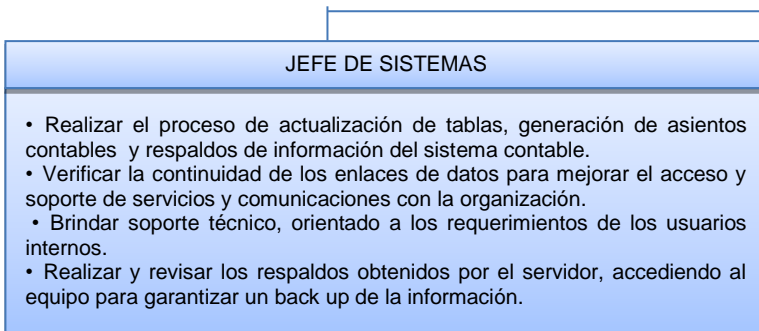 JEFE DE SISTEMAS
• Realizar el proceso de actualización de tablas, generación de asientos
contables y respaldos de información del sistema contable.
• Verificar la continuidad de los enlaces de datos para mejorar el acceso y
soporte de servicios y comunicaciones con la organización.
• Brindar soporte técnico, orientado a los requerimientos de los usuarios
internos.
• Realizar y revisar los respaldos obtenidos por el servidor, accediendo al
equipo para garantizar un back up de la información.